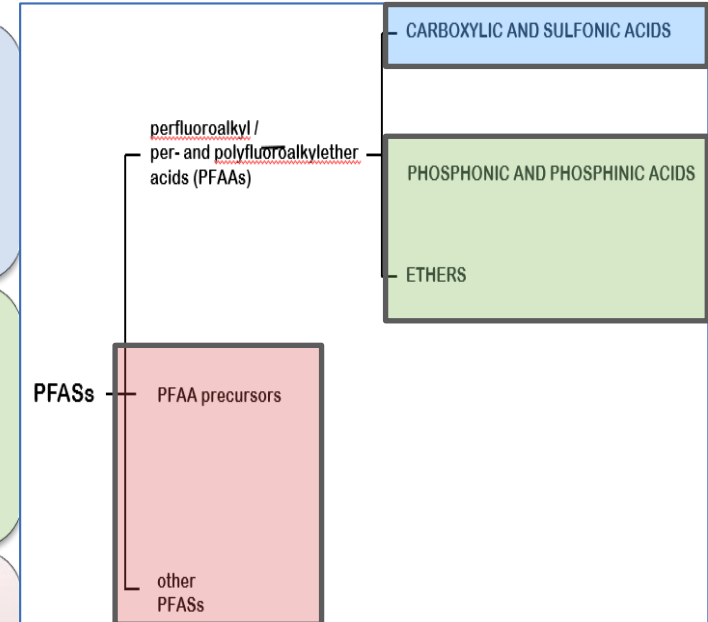 CARBOXYLIC AND SULFONIC ACIDS
perfluoroalkyl /
per- and polyfluoroalkylether
acids (PFAAs)
PHOSPHONIC AND PHOSPHINIC ACIDS
ETHERS
PFASs
PFAA precursors
other
PFASs